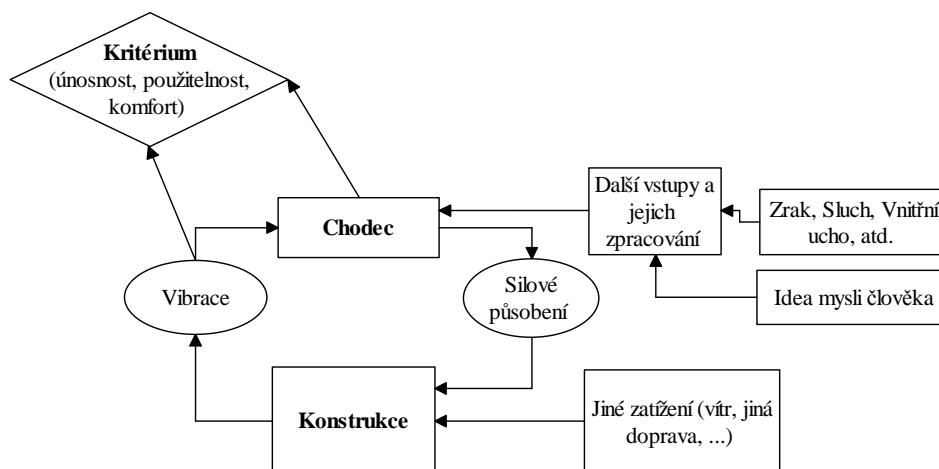 Kritérium
(únosnost, použitelnost,
komfort)
Další vstupy a
jejich
zpracování
Zrak, Sluch, Vnitřní
ucho, atd.
Chodec
Vibrace
Silové
působení
Idea mysli člověka
Konstrukce
Jiné zatížení (vítr, jiná
doprava, ...)